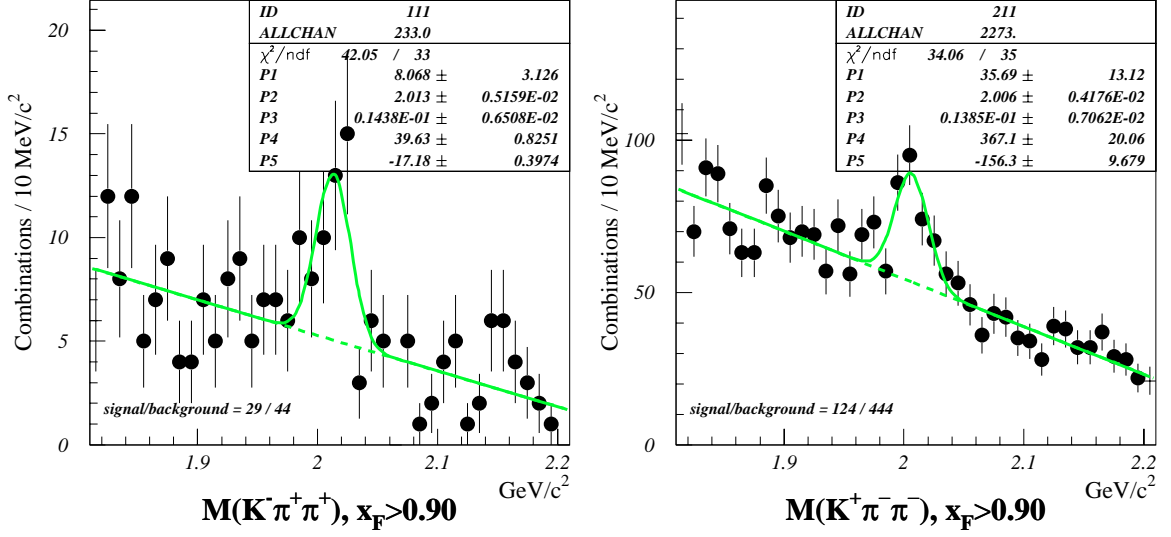 ID 111
ALLCHAN 233.0
χ²/ndf 42.05 / 33
P1 8.068 ± 3.126
P2 2.013 ± 0.5159E-02
P3 0.1438E-01 ± 0.6508E-02
P4 39.63 ± 0.8251
P5 -17.18 ± 0.3974
Combinations / 10 MeV/c²
20
15
10
5
0
signal/background = 29 / 44
1.9 2 2.1 2.2
GeV/c²
M(K⁻π⁺π⁺), x_F>0.90
ID 211
ALLCHAN 2273.
χ²/ndf 34.06 / 35
P1 35.69 ± 13.12
P2 2.006 ± 0.4176E-02
P3 0.1385E-01 ± 0.7062E-02
P4 367.1 ± 20.06
P5 -156.3 ± 9.679
Combinations / 10 MeV/c²
100
50
0
signal/background = 124 / 444
1.9 2 2.1 2.2
GeV/c²
M(K⁺π⁻π⁻), x_F>0.90